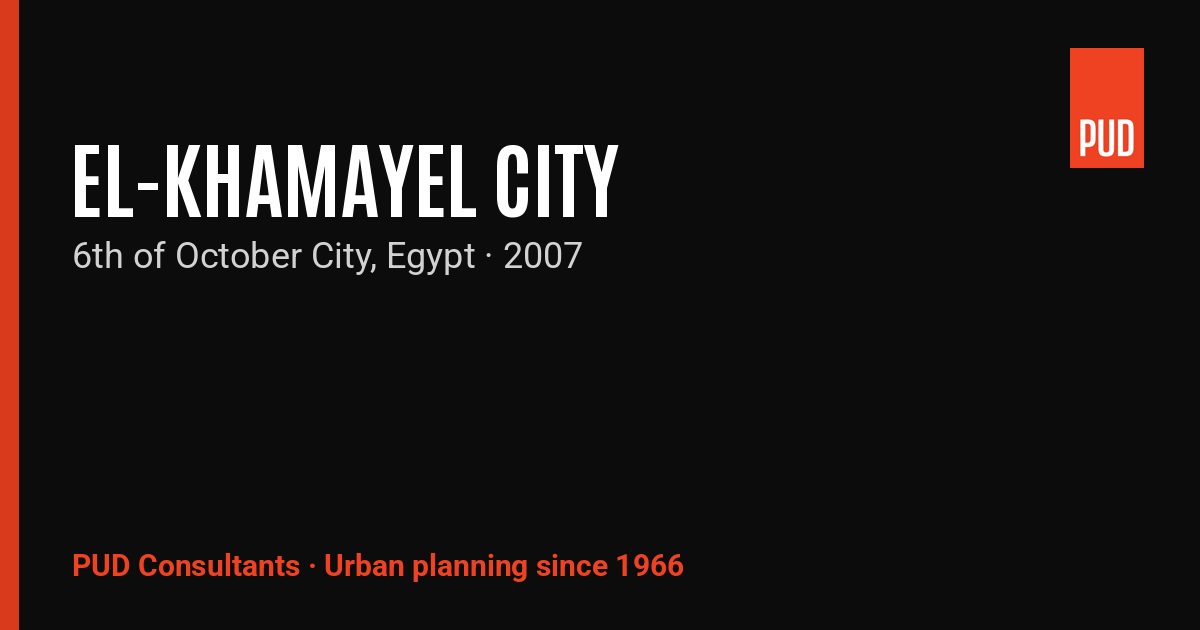 PUD
EL-KHAMAYEL CITY
6th of October City, Egypt · 2007
PUD Consultants · Urban planning since 1966